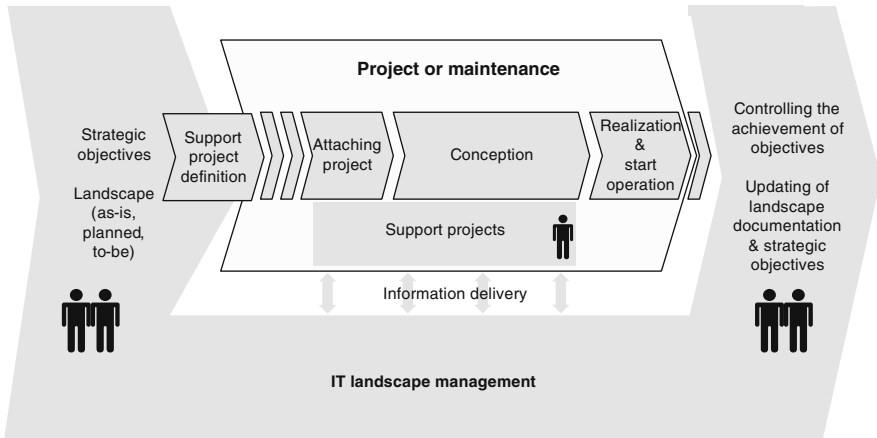 Project or maintenance
Strategic
objectives
Landscape
(as-is,
planned,
to-be)
Support
project
definition
Attaching
project
Conception
Realization
&
start
operation
Support projects
Information delivery
Controlling the
achievement of
objectives
Updating of
landscape
documentation
& strategic
objectives
IT landscape management